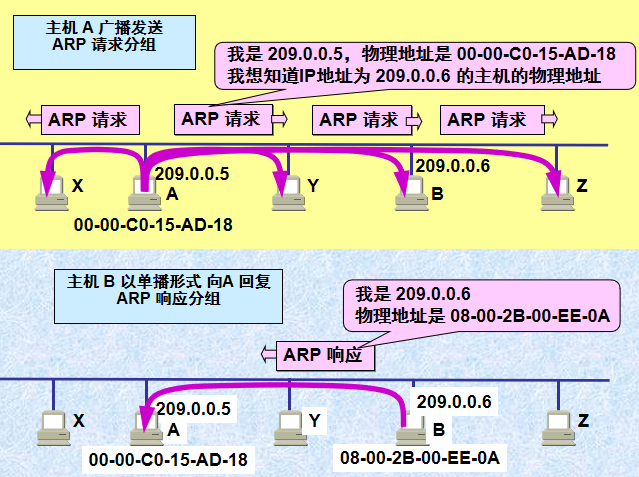 主机 A 广播发送
ARP 请求分组
我是 209.0.0.5，物理地址是 00-00-C0-15-AD-18
我想知道IP地址为 209.0.0.6 的主机的物理地址
ARP 请求
ARP 请求
ARP 请求
ARP 请求
X
209.0.0.5
A
Y
209.0.0.6
B
Z
00-00-C0-15-AD-18
主机 B 以单播形式 向A 回复
ARP 响应分组
我是 209.0.0.6
物理地址是 08-00-2B-00-EE-0A
ARP 响应
X
209.0.0.5
A
Y
209.0.0.6
B
Z
00-00-C0-15-AD-18
08-00-2B-00-EE-0A